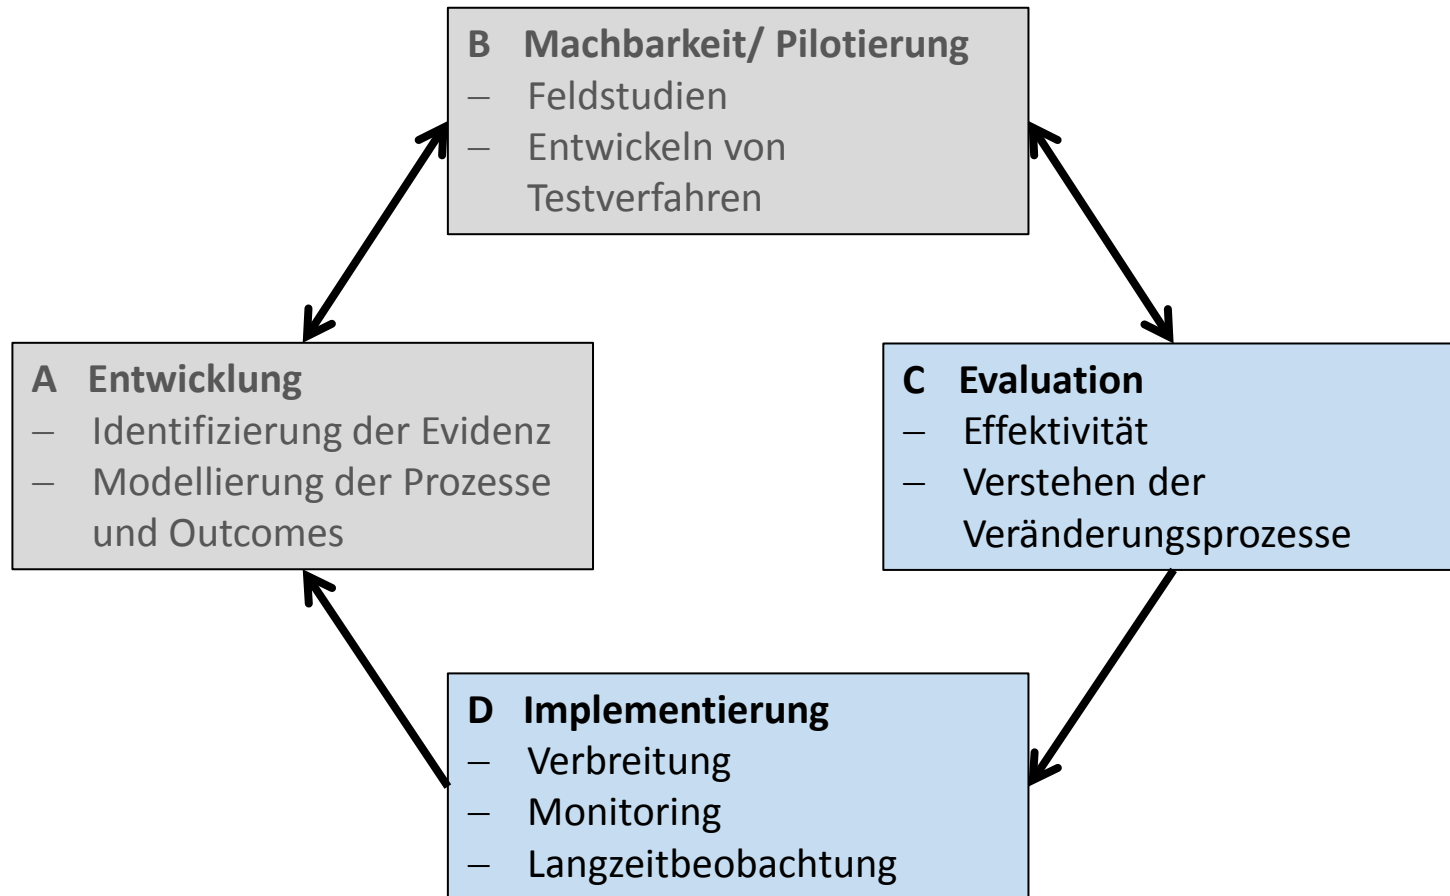 B Machbarkeit/ Pilotierung
– Feldstudien
– Entwickeln von
Testverfahren
A Entwicklung
– Identifizierung der Evidenz
– Modellierung der Prozesse
und Outcomes
C Evaluation
– Effektivität
– Verstehen der
Veränderungsprozesse
D Implementierung
– Verbreitung
– Monitoring
– Langzeitbeobachtung